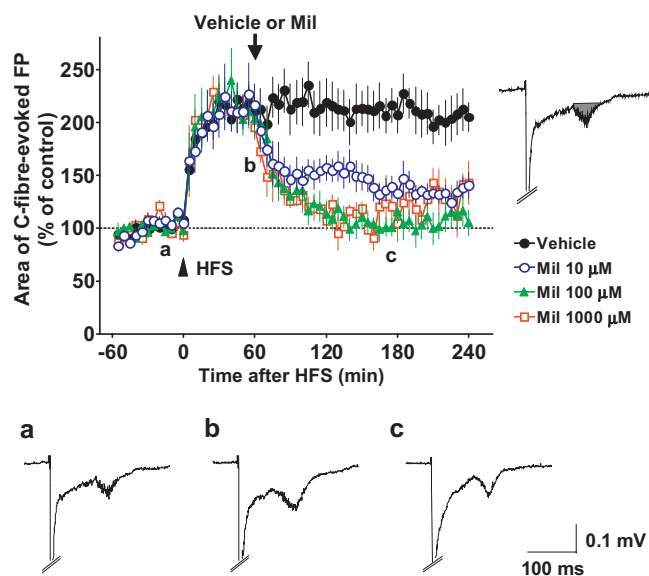 Vehicle or Mil
Area of C-fibre-evoked FP
(% of control)
250
200
150
100
50
0
a
b
c
HFS
-60
0
60
120
180
240
Time after HFS (min)
Vehicle
Mil 10 µM
Mil 100 µM
Mil 1000 µM
a
b
c
0.1 mV
100 ms